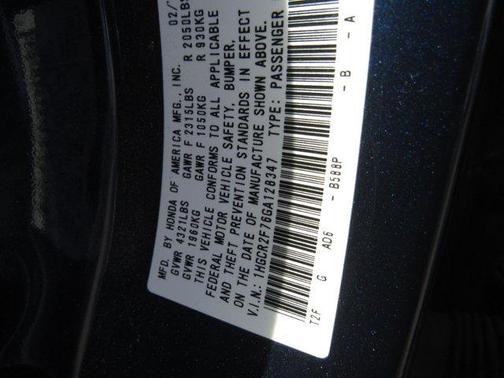 MFD. BY HONDA OF AMERICA MFG., INC. 02/
GVWR 4321LBS GAWR F 2315LBS R 2050LBS
GVWR 1960KG GAWR F 1050KG R 930KG
THIS VEHICLE CONFORMS TO ALL APPLICABLE
FEDERAL MOTOR VEHICLE SAFETY, BUMPER,
AND THEFT PREVENTION STANDARDS IN EFFECT
ON THE DATE OF MANUFACTURE SHOWN ABOVE.
V.I.N.: 1HGCR2F76GA128347 TYPE: PASSENGER
T2F G AD6 - B588P - B - A